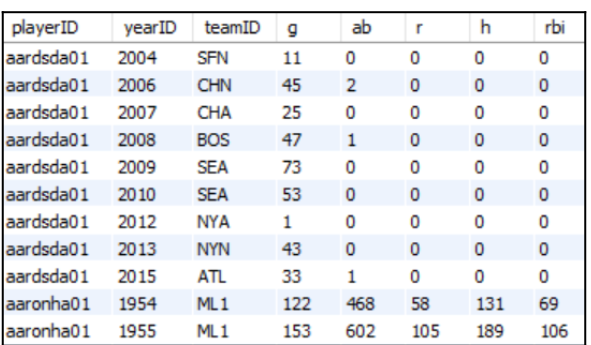 playerID yearID teamID g ab r h rbi
aardsda01 2004 SFN 11 0 0 0 0
aardsda01 2006 CHN 45 2 0 0 0
aardsda01 2007 CHA 25 0 0 0 0
aardsda01 2008 BOS 47 1 0 0 0
aardsda01 2009 SEA 73 0 0 0 0
aardsda01 2010 SEA 53 0 0 0 0
aardsda01 2012 NYA 1 0 0 0 0
aardsda01 2013 NYN 43 0 0 0 0
aardsda01 2015 ATL 33 1 0 0 0
aaronha01 1954 ML1 122 468 58 131 69
aaronha01 1955 ML1 153 602 105 189 106